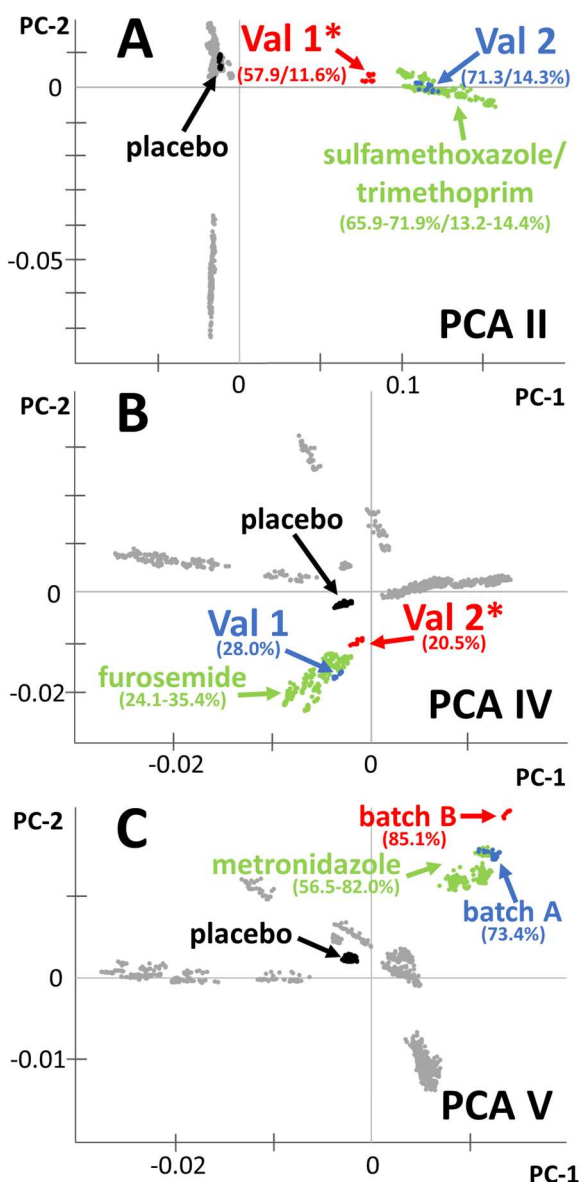 PC-2
A
Val 1*
(57.9/11.6%)
Val 2
(71.3/14.3%)
0
placebo
sulfamethoxazole/
trimethoprim
(65.9-71.9%/13.2-14.4%)
-0.05
PCA II
0
0.1
PC-1
PC-2
B
placebo
0
Val 1
(28.0%)
Val 2*
(20.5%)
furosemide
(24.1-35.4%)
-0.02
PCA IV
-0.02
0
PC-1
PC-2
C
batch B
(85.1%)
metronidazole
(56.5-82.0%)
batch A
(73.4%)
placebo
0
-0.01
PCA V
-0.02
0
PC-1